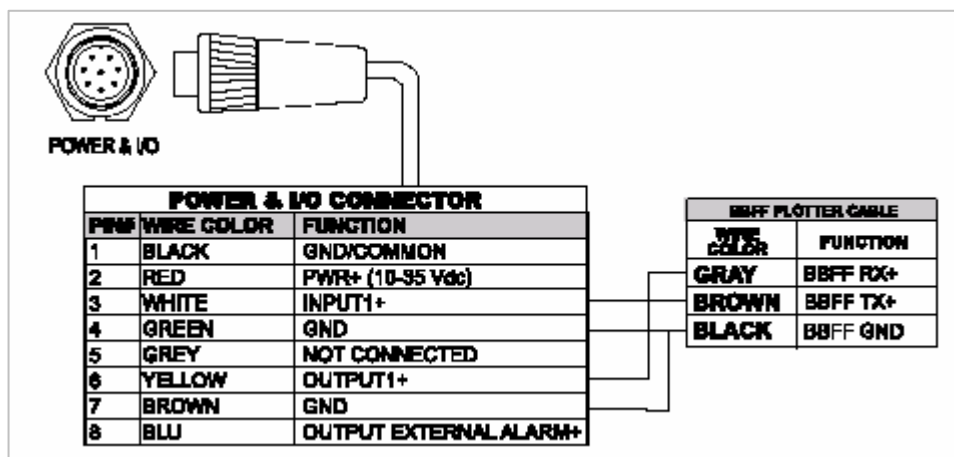 POWER & I/O
POWER & I/O CONNECTOR
PIN# WIRE COLOR FUNCTION
1 BLACK GND/COMMON
2 RED PWR+ (10-35 Vdc)
3 WHITE INPUT1+
4 GREEN GND
5 GREY NOT CONNECTED
6 YELLOW OUTPUT1+
7 BROWN GND
8 BLU OUTPUT EXTERNAL ALARM+
BBFF PLOTTER CABLE
WIRE COLOR FUNCTION
GRAY BBFF RX+
BROWN BBFF TX+
BLACK BBFF GND